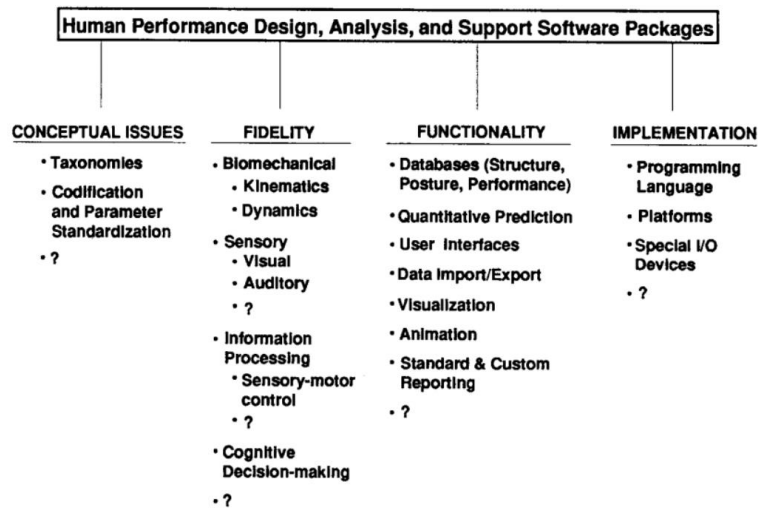 Human Performance Design, Analysis, and Support Software Packages
CONCEPTUAL ISSUES
• Taxonomies
• Codification
and Parameter
Standardization
• ?
FIDELITY
• Biomechanical
• Kinematics
• Dynamics
• Sensory
• Visual
• Auditory
• ?
• Information
Processing
• Sensory-motor
control
• ?
• Cognitive
Decision-making
• ?
FUNCTIONALITY
• Databases (Structure,
Posture, Performance)
• Quantitative Prediction
• User Interfaces
• Data Import/Export
• Visualization
• Animation
• Standard & Custom
Reporting
• ?
IMPLEMENTATION
• Programming
Language
• Platforms
• Special I/O
Devices
• ?